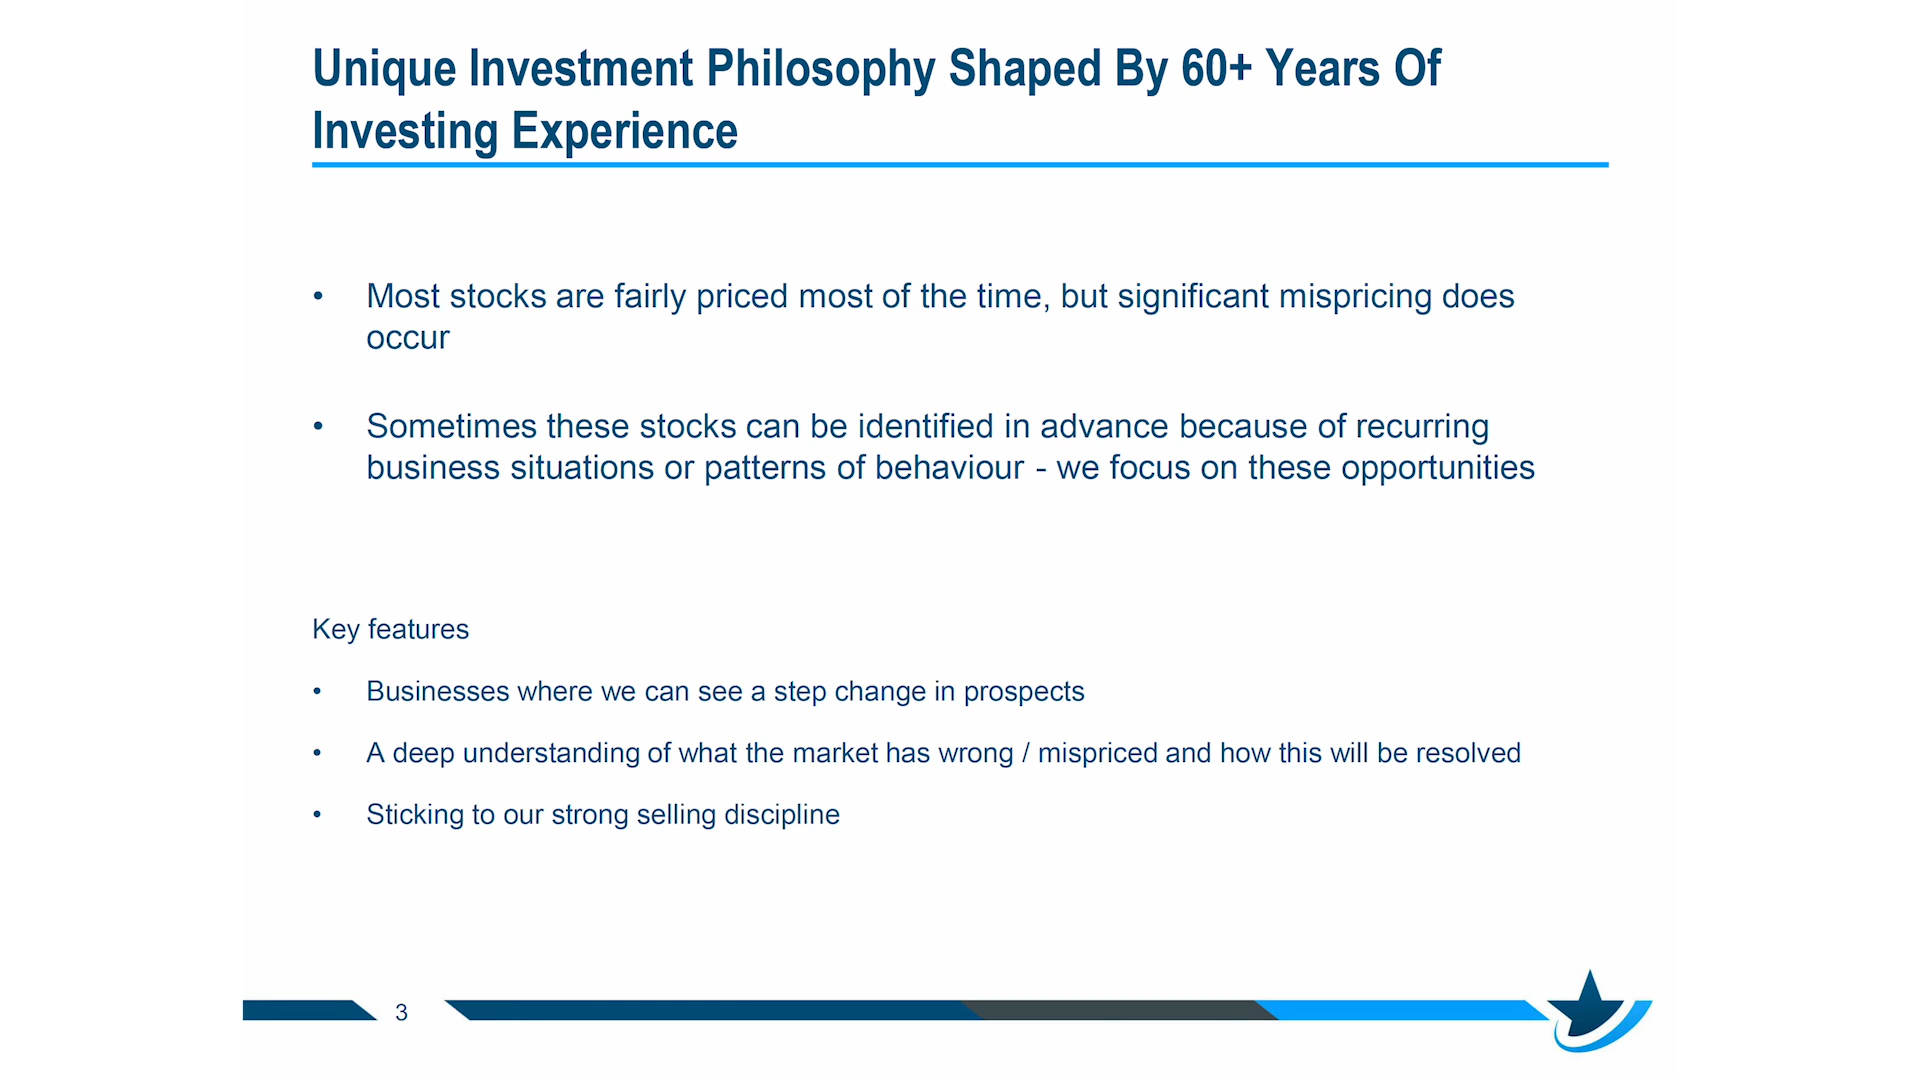 Unique Investment Philosophy Shaped By 60+ Years Of
Investing Experience
• Most stocks are fairly priced most of the time, but significant mispricing does
occur
• Sometimes these stocks can be identified in advance because of recurring
business situations or patterns of behaviour - we focus on these opportunities
Key features
• Businesses where we can see a step change in prospects
• A deep understanding of what the market has wrong / mispriced and how this will be resolved
• Sticking to our strong selling discipline
3